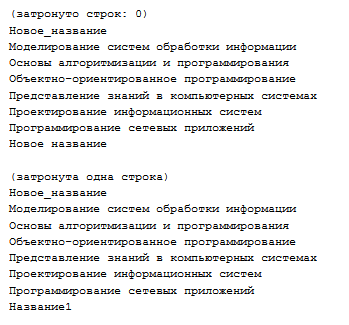 (затронуто строк: 0)
Новое_название
Моделирование систем обработки информации
Основы алгоритмизации и программирования
Объектно-ориентированное программирование
Представление знаний в компьютерных системах
Проектирование информационных систем
Программирование сетевых приложений
Новое название

(затронута одна строка)
Новое_название
Моделирование систем обработки информации
Основы алгоритмизации и программирования
Объектно-ориентированное программирование
Представление знаний в компьютерных системах
Проектирование информационных систем
Программирование сетевых приложений
Название1